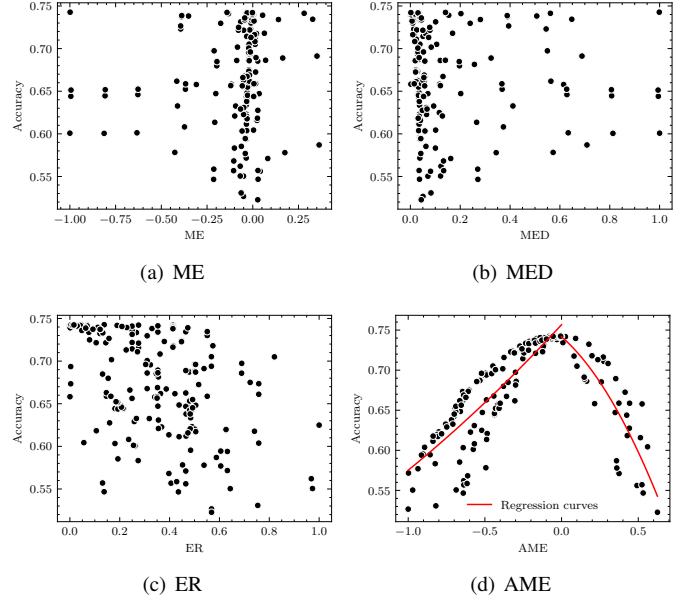 0.75
0.70
0.65
0.60
0.55
Accuracy
−1.00 −0.75 −0.50 −0.25 0.00 0.25
ME
(a) ME
0.75
0.70
0.65
0.60
0.55
Accuracy
0.0 0.2 0.4 0.6 0.8 1.0
MED
(b) MED
0.75
0.70
0.65
0.60
0.55
Accuracy
0.0 0.2 0.4 0.6 0.8 1.0
ER
(c) ER
0.75
0.70
0.65
0.60
0.55
Accuracy
Regression curves
−1.0 −0.5 0.0 0.5
AME
(d) AME